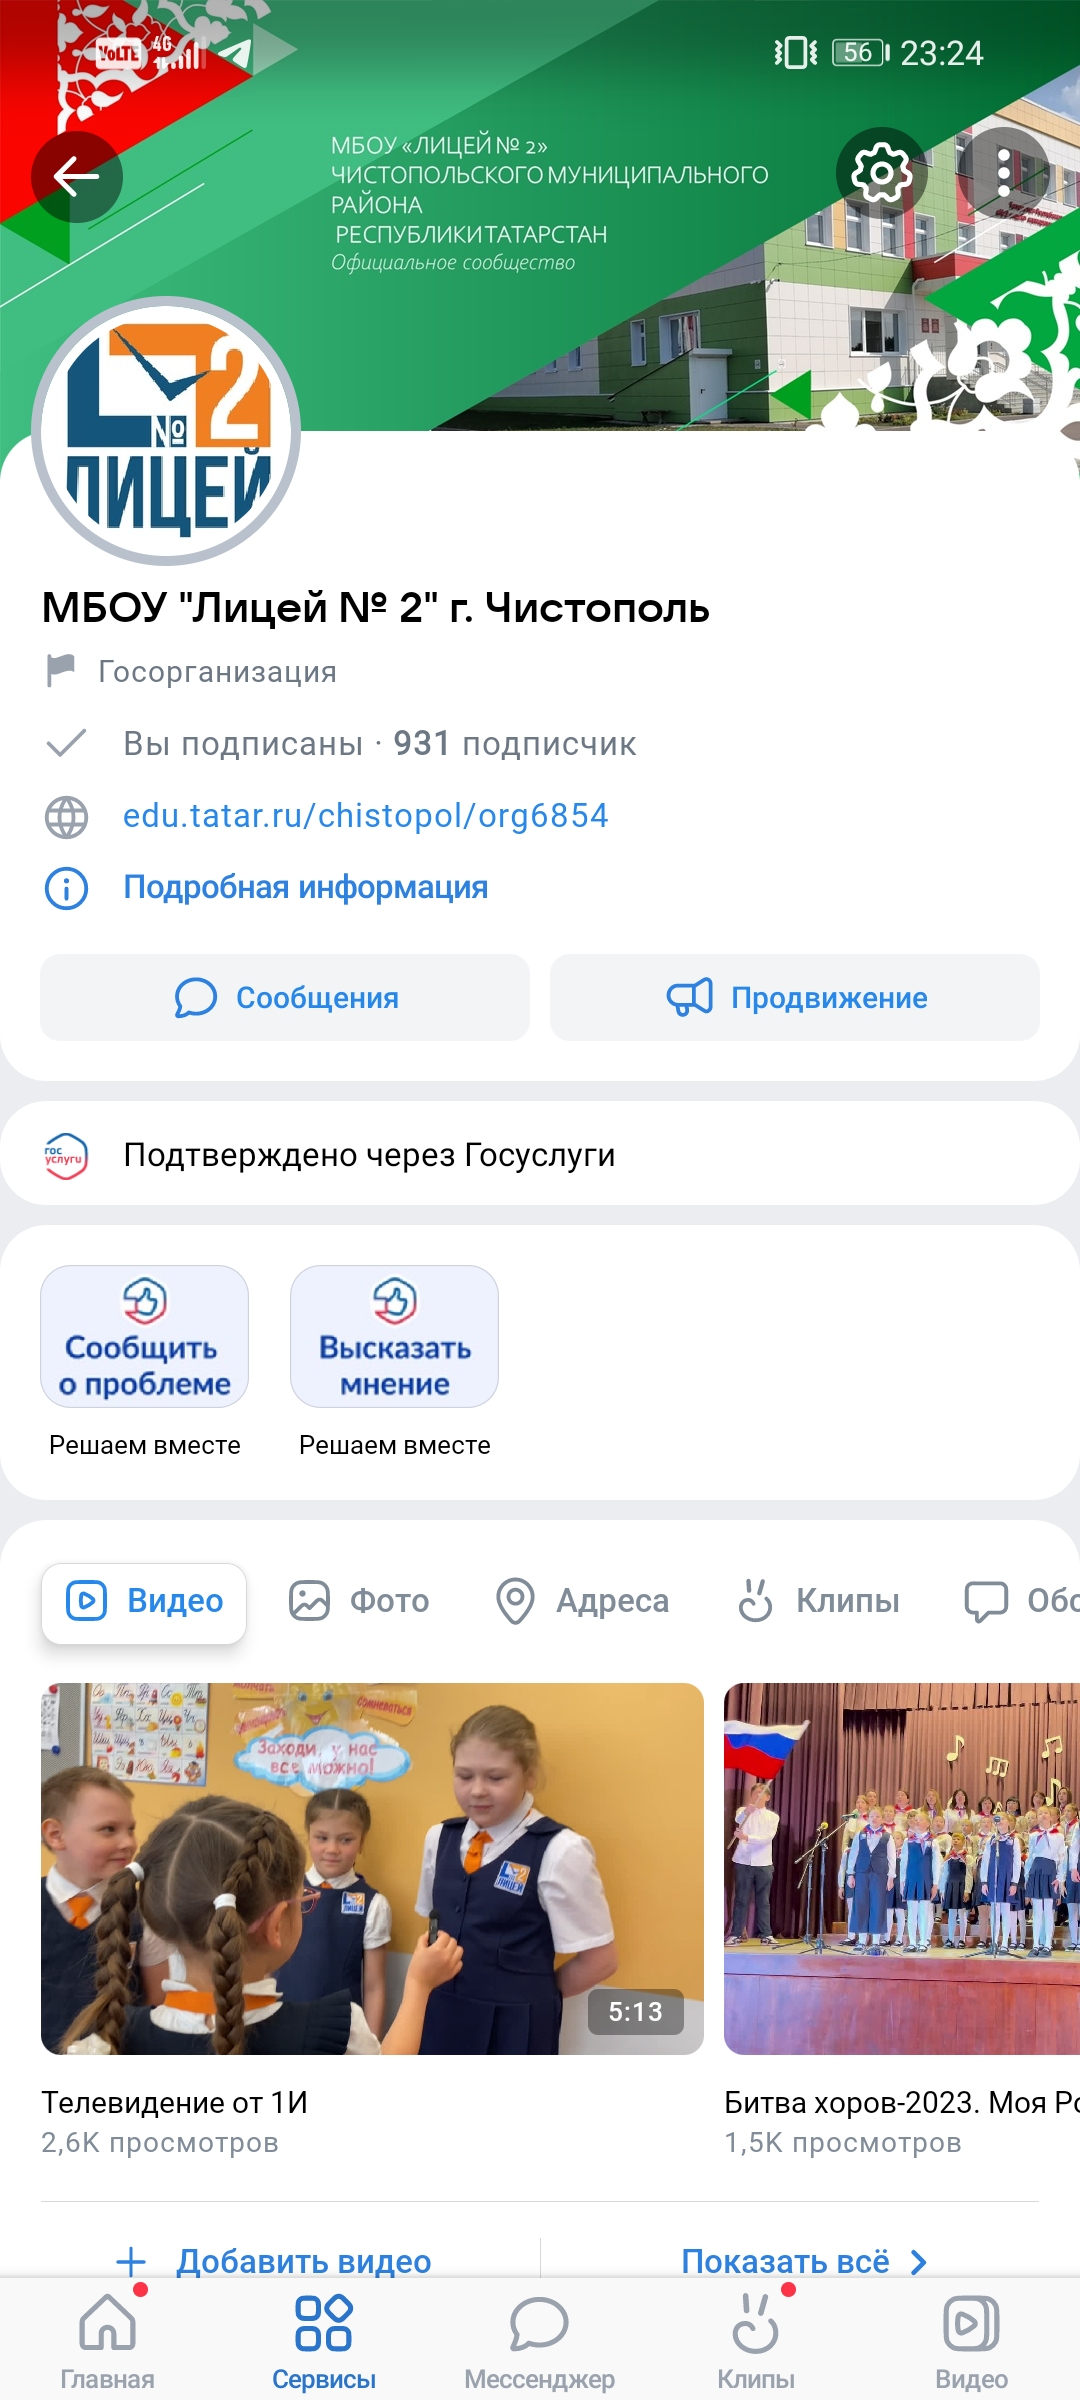 VoLTE 4G 56 23:24
МБОУ «ЛИЦЕЙ № 2»
ЧИСТОПОЛЬСКОГО МУНИЦИПАЛЬНОГО
РАЙОНА
РЕСПУБЛИКИ ТАТАРСТАН
Официальное сообщество
№ 2
ЛИЦЕЙ
МБОУ "Лицей № 2" г. Чистополь
Госорганизация
Вы подписаны · 931 подписчик
edu.tatar.ru/chistopol/org6854
Подробная информация
Сообщения
Продвижение
гос
услуги
Подтверждено через Госуслуги
Сообщить
о проблеме
Высказать
мнение
Решаем вместе
Решаем вместе
Видео
Фото
Адреса
Клипы
Обс
Заходи, у нас
все можно!
ЛИЦЕЙ
ЛИЦЕЙ
5:13
Телевидение от 1И
2,6K просмотров
Битва хоров-2023. Моя Ро
1,5K просмотров
Добавить видео
Показать всё
Главная
Сервисы
Мессенджер
Клипы
Видео